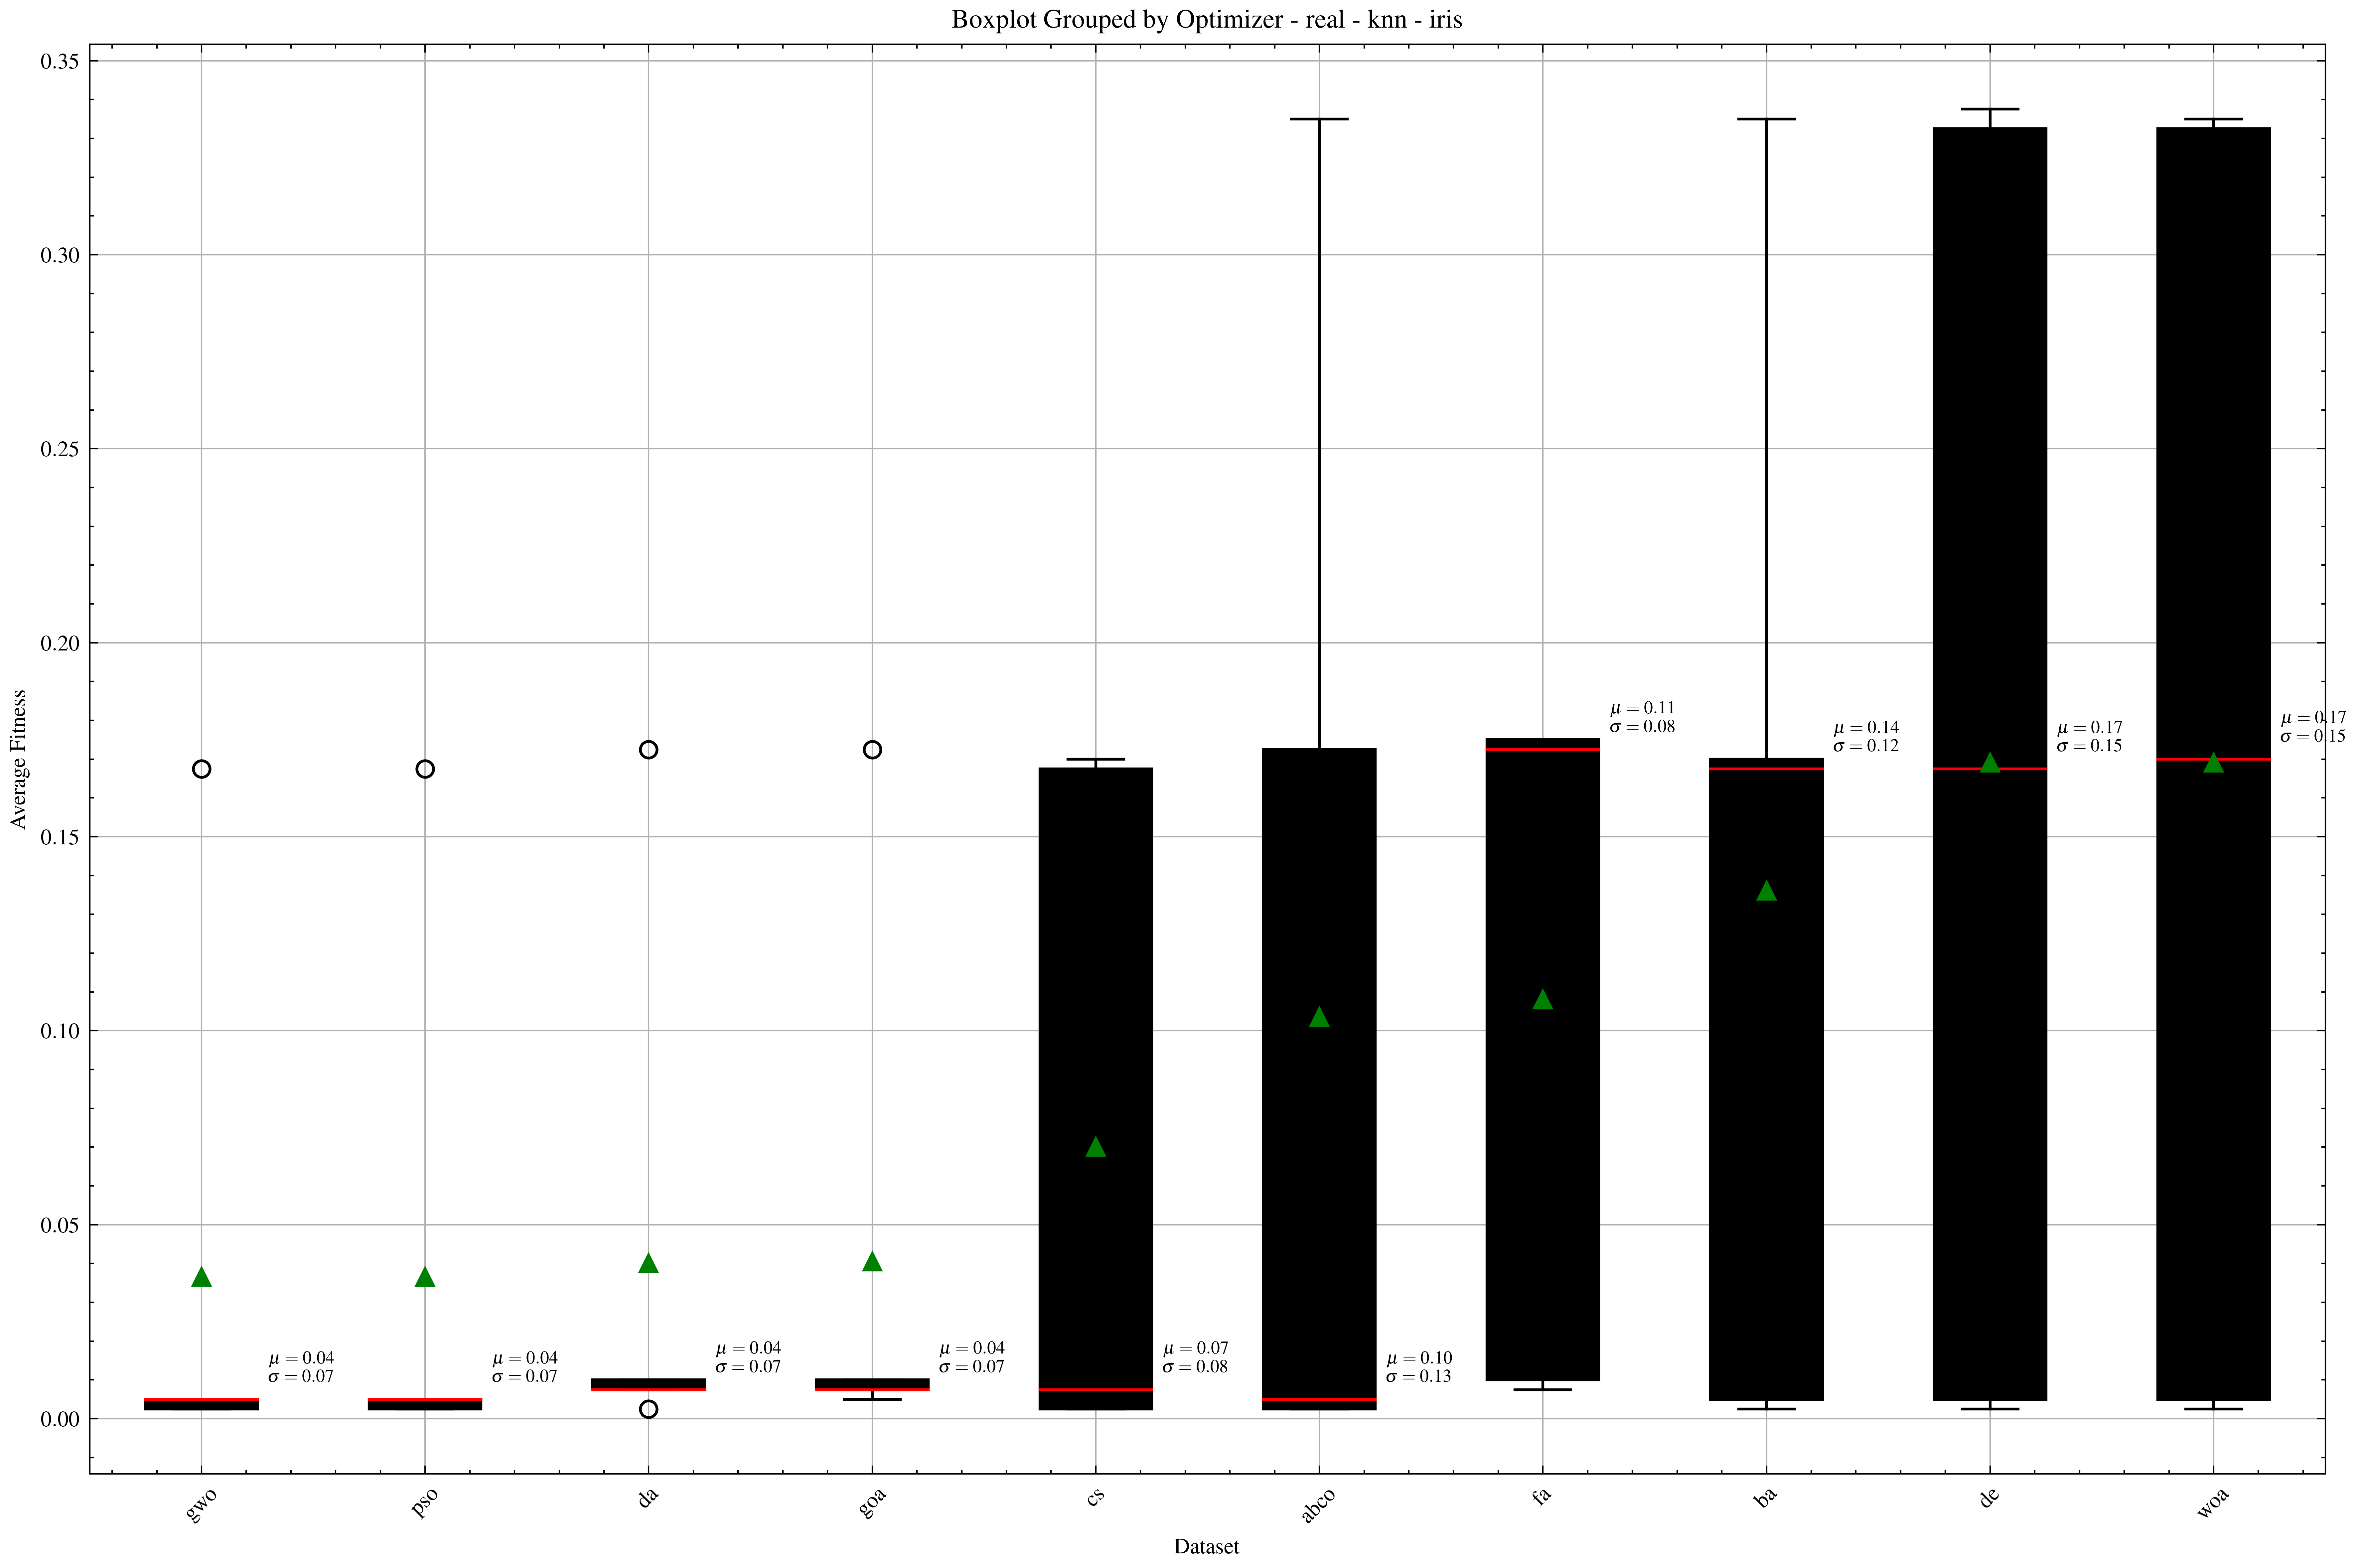 Boxplot Grouped by Optimizer - real - knn - iris
0.35
0.30
0.25
0.20
0.15
0.10
0.05
0.00
Average Fitness
μ = 0.04
σ = 0.07
μ = 0.04
σ = 0.07
μ = 0.04
σ = 0.07
μ = 0.04
σ = 0.07
μ = 0.07
σ = 0.08
μ = 0.10
σ = 0.13
μ = 0.11
σ = 0.08
μ = 0.14
σ = 0.12
μ = 0.17
σ = 0.15
μ = 0.17
σ = 0.15
gwo
pso
da
goa
cs
abco
fa
ba
de
woa
Dataset